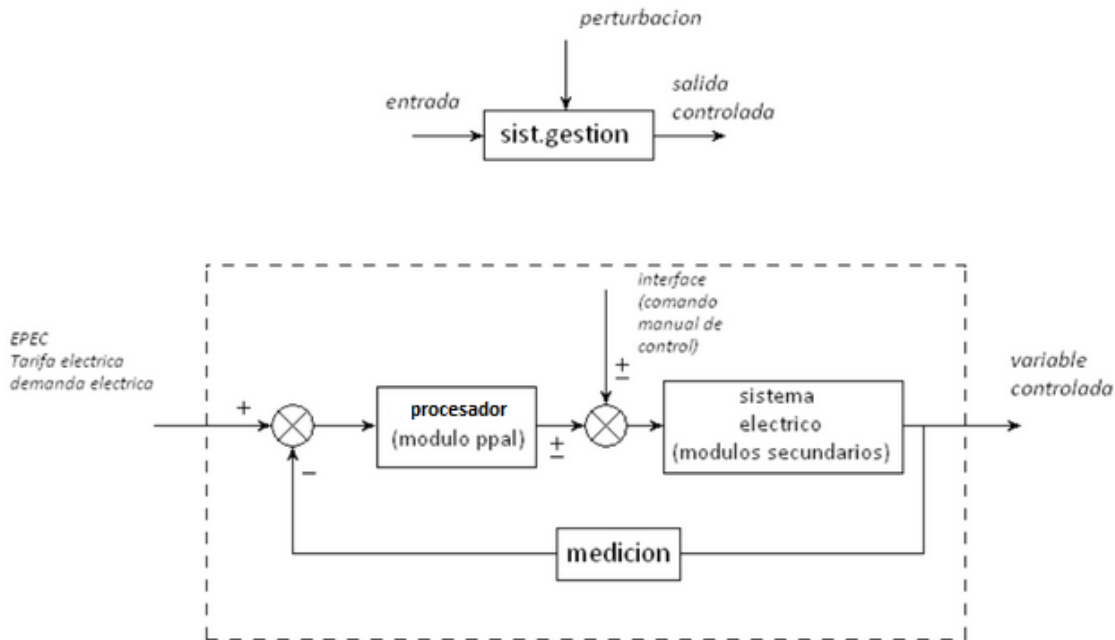 perturbacion
entrada
salida
controlada
sist.gestion
interface
(comando
manual de
control)
EPEC
Tarifa electrica
demanda electrica
variable
controlada
+
±
procesador
(modulo ppal)
±
sistema
electrico
(modulos secundarios)
−
medicion